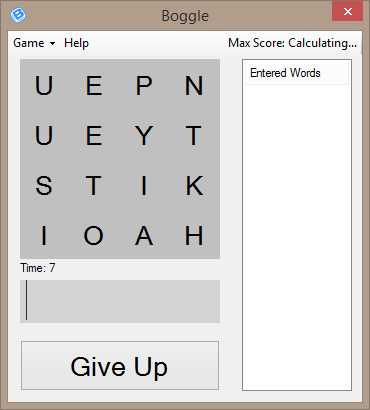 Boggle
Game Help Max Score: Calculating...
Entered Words
U E P N
U E Y T
S T I K
I O A H
Time: 7
Give Up